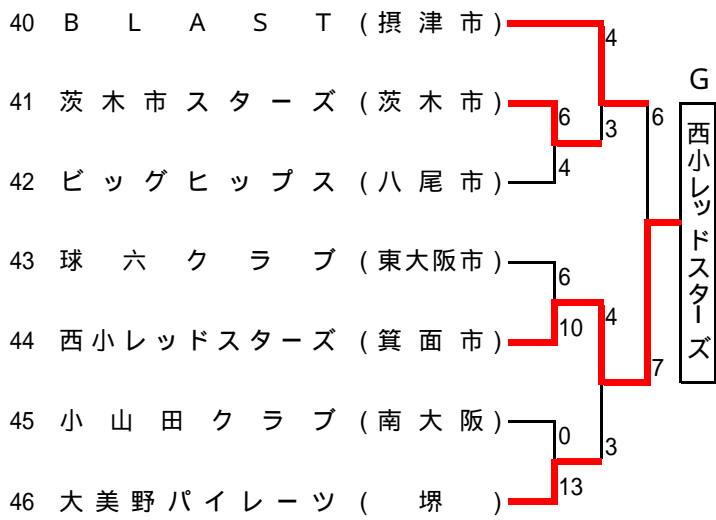 40 BLAST (摂津市)
4
G
41 茨木市スターズ (茨木市)
6
3
6
42 ビッグヒップス (八尾市)
4
西小レッドスターズ
43 球六クラブ (東大阪市)
6
4
44 西小レッドスターズ (箕面市)
10
7
45 小山田クラブ (南大阪)
0
3
46 大美野パイレーツ (堺)
13